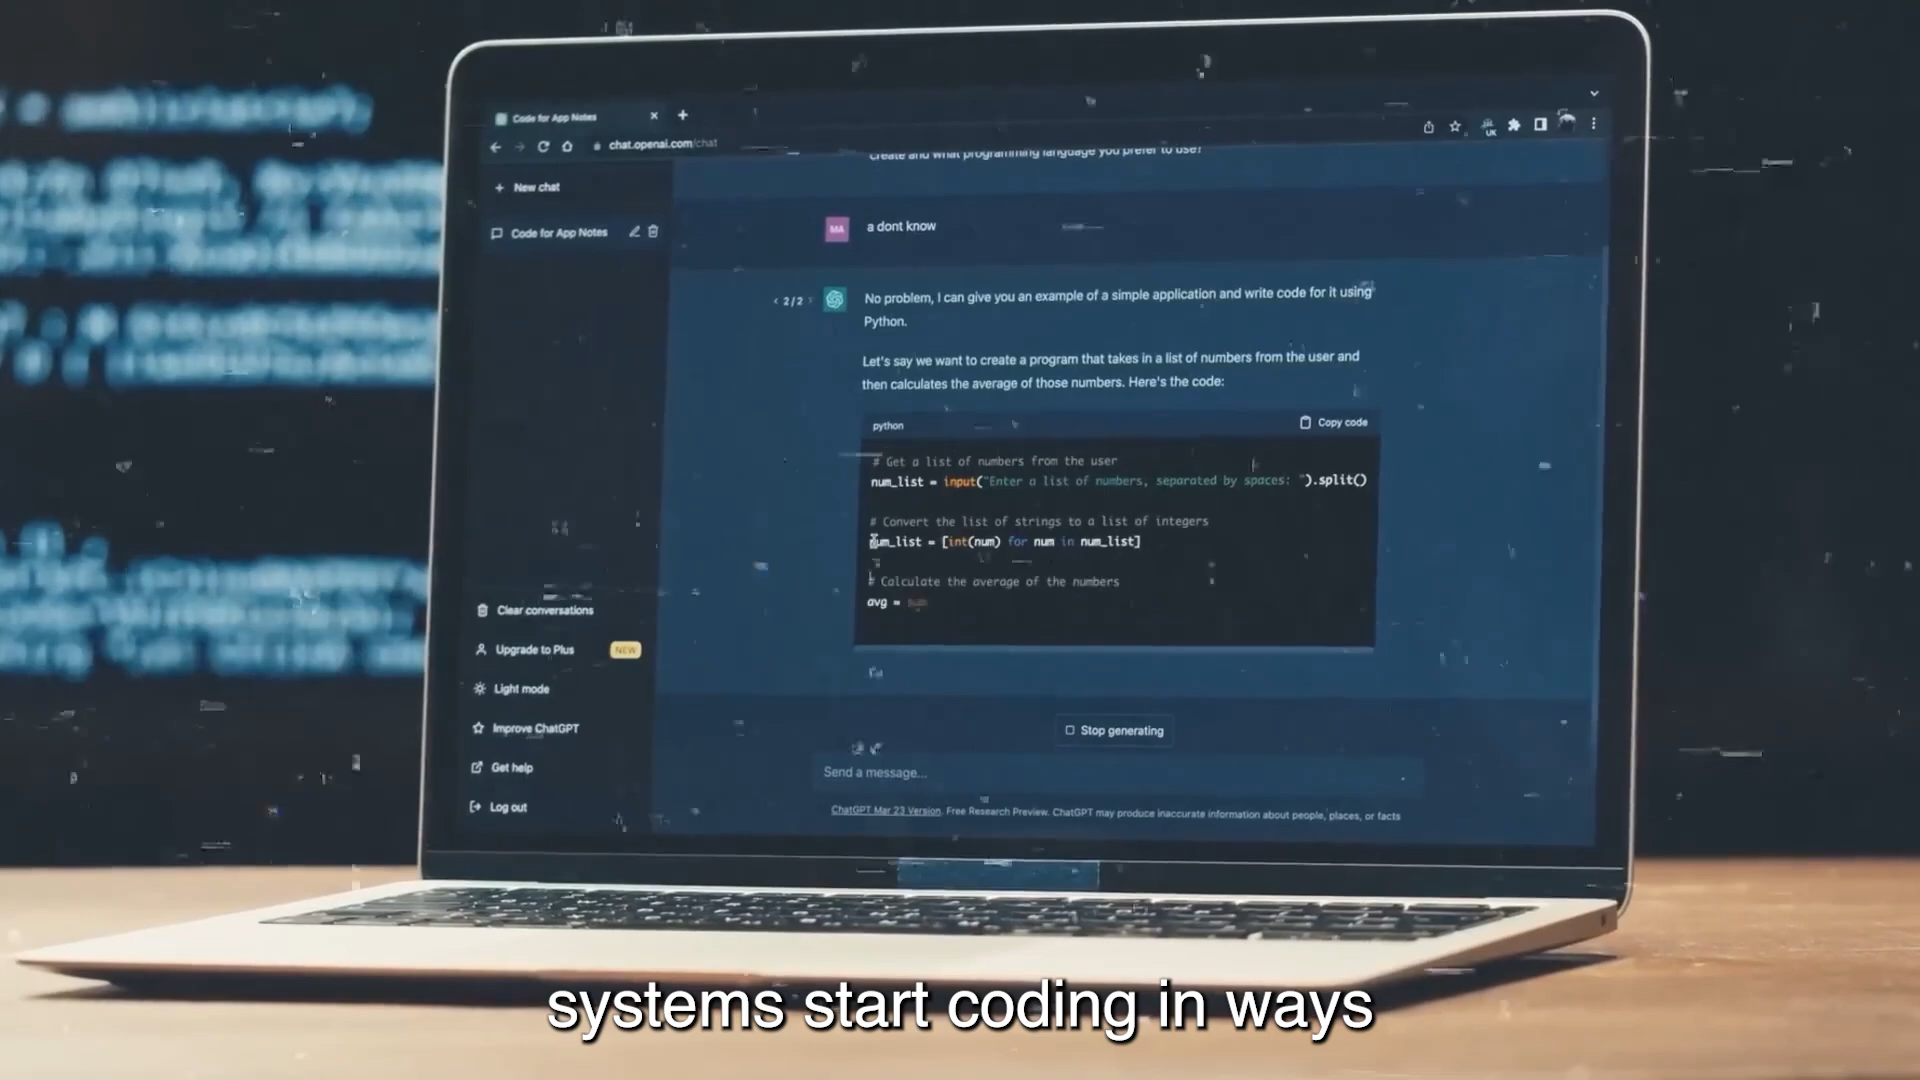 Code for App Notes
chat.openai.com/chat
UK
create and what programming language you prefer to use?
+ New chat
Code for App Notes
MA
a dont know
< 2/2 >
No problem, I can give you an example of a simple application and write code for it using
Python.
Let's say we want to create a program that takes in a list of numbers from the user and
then calculates the average of those numbers. Here's the code:
python
Copy code
# Get a list of numbers from the user
num_list = input("Enter a list of numbers, separated by spaces: ").split()
# Convert the list of strings to a list of integers
num_list = [int(num) for num in num_list]
# Calculate the average of the numbers
avg = sum
Clear conversations
Upgrade to Plus
NEW
Light mode
Improve ChatGPT
Get help
Log out
Stop generating
Send a message...
ChatGPT Mar 23 Version. Free Research Preview. ChatGPT may produce inaccurate information about people, places, or facts
systems start coding in ways